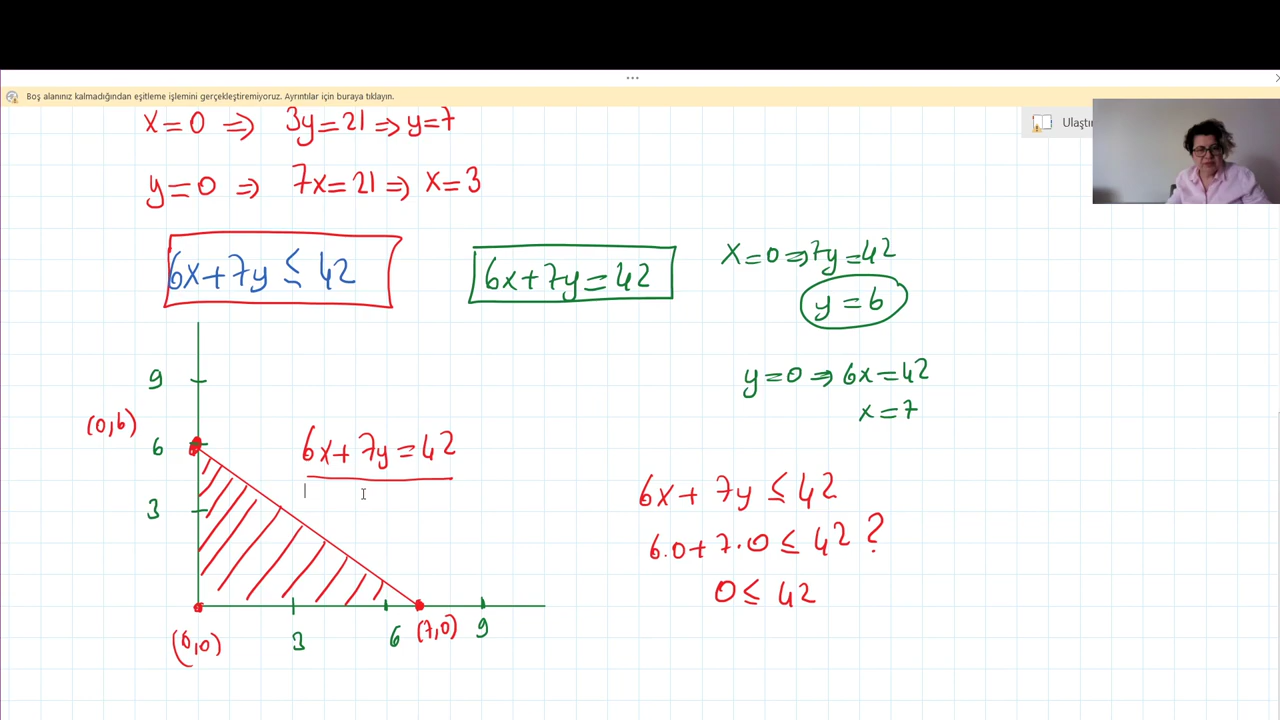 Boş alanınız kalmadığından eşitleme işlemini gerçekleştiremiyoruz. Ayrıntılar için buraya tıklayın.
Ulaştır
x=0 ⇒ 3y=21 ⇒ y=7
y=0 ⇒ 7x=21 ⇒ x=3
6x+7y ≤ 42
6x+7y=42
x=0 ⇒ 7y=42
y=6
y=0 ⇒ 6x=42
x=7
9
(0,6)
6
3
6x+7y=42
(0,0)
3
6
(7,0)
9
6x+7y ≤ 42
6.0+7.0 ≤ 42 ?
0 ≤ 42